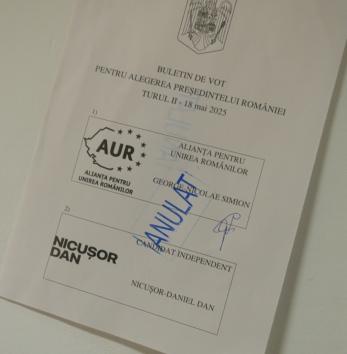 BULETIN DE VOT
PENTRU ALEGEREA PREȘEDINTELUI ROMÂNIEI
TURUL II - 18 mai 2025
1)
AUR
ALIANȚA PENTRU
UNIREA ROMÂNILOR
ALIANȚA PENTRU
UNIREA ROMÂNILOR
GEORGE-NICOLAE SIMION
ANULAT
2)
NICUȘOR
DAN
CANDIDAT INDEPENDENT
NICUȘOR-DANIEL DAN